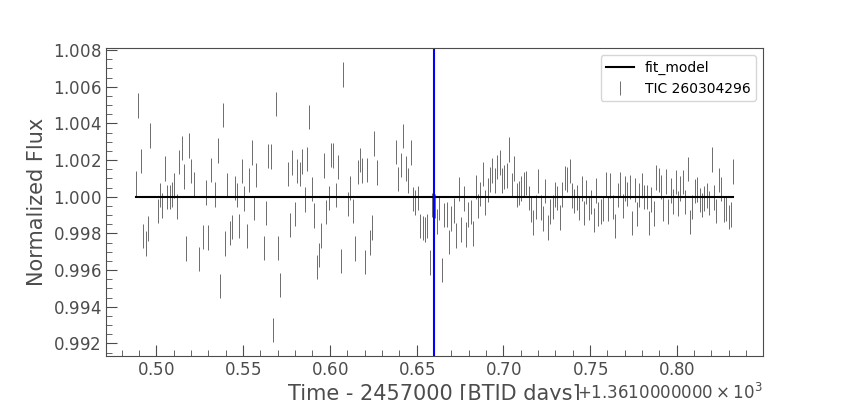 1.008
1.006
1.004
1.002
1.000
0.998
0.996
0.994
0.992
Normalized Flux
fit_model
TIC 260304296
0.50 0.55 0.60 0.65 0.70 0.75 0.80
Time - 2457000 [BTJD days]
+1.3610000000 × 10³